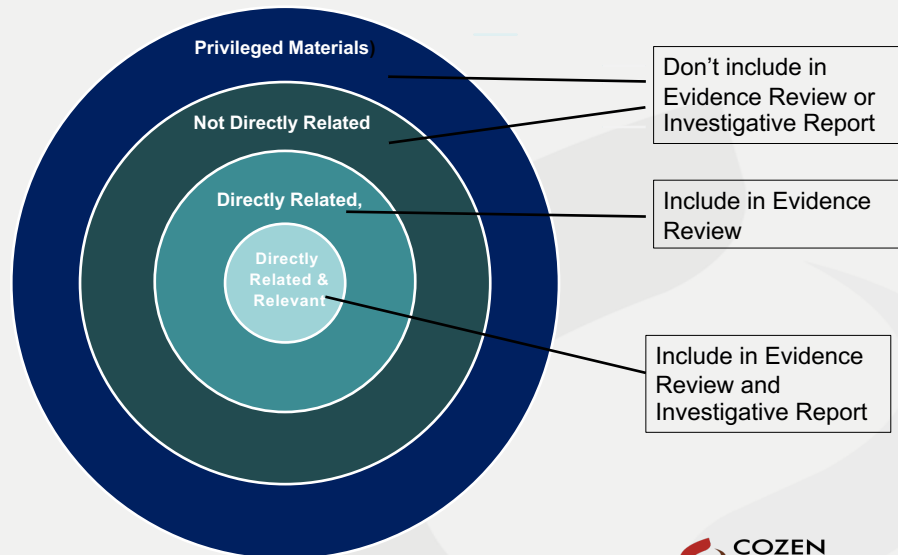 Privileged Materials)
Not Directly Related
Directly Related,
Directly
Related &
Relevant
Don’t include in
Evidence Review or
Investigative Report
Include in Evidence
Review
Include in Evidence
Review and
Investigative Report
COZEN